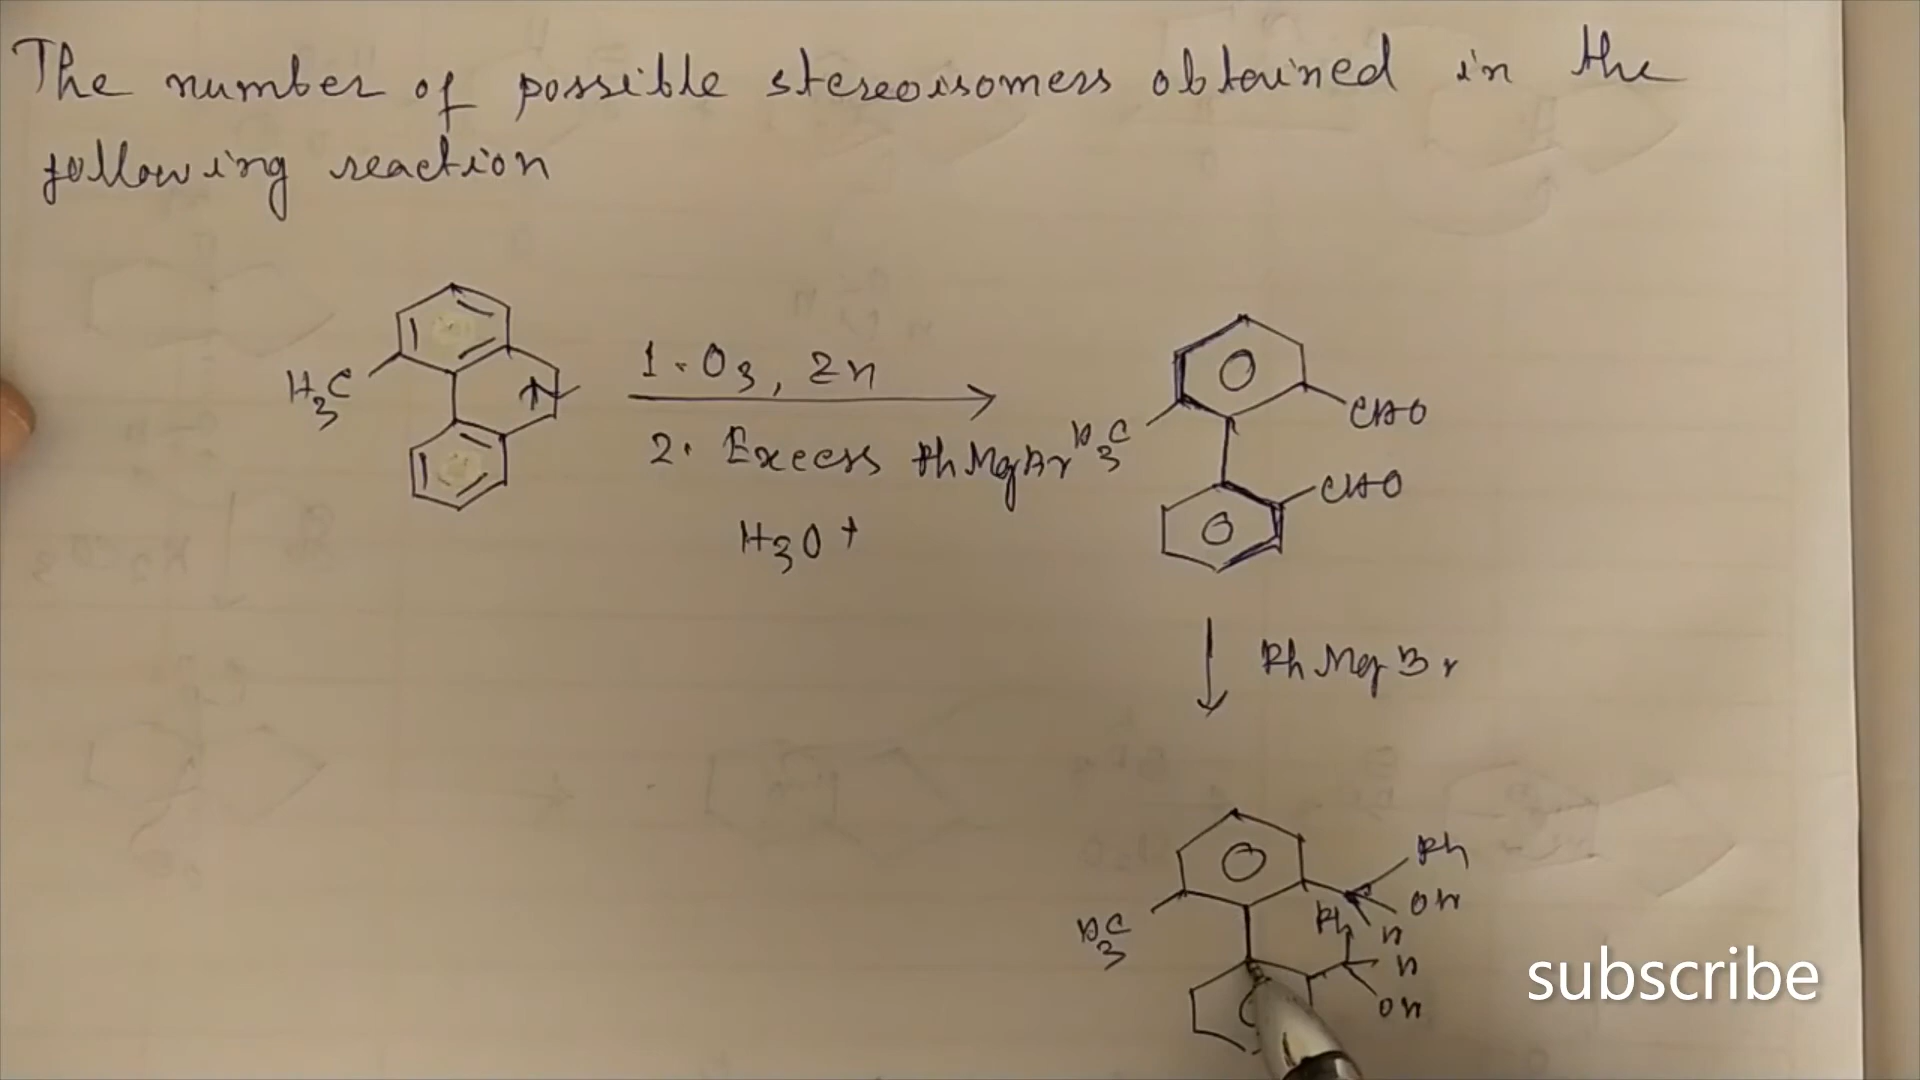 The number of possible stereoisomers obtained in the
following reaction
H3C
1. O3, Zn
2. Excess PhMgBr
H3O+
H3C
CHO
CHO
PhMgBr
H3C
Ph
OH
H
Ph
H
OH
subscribe